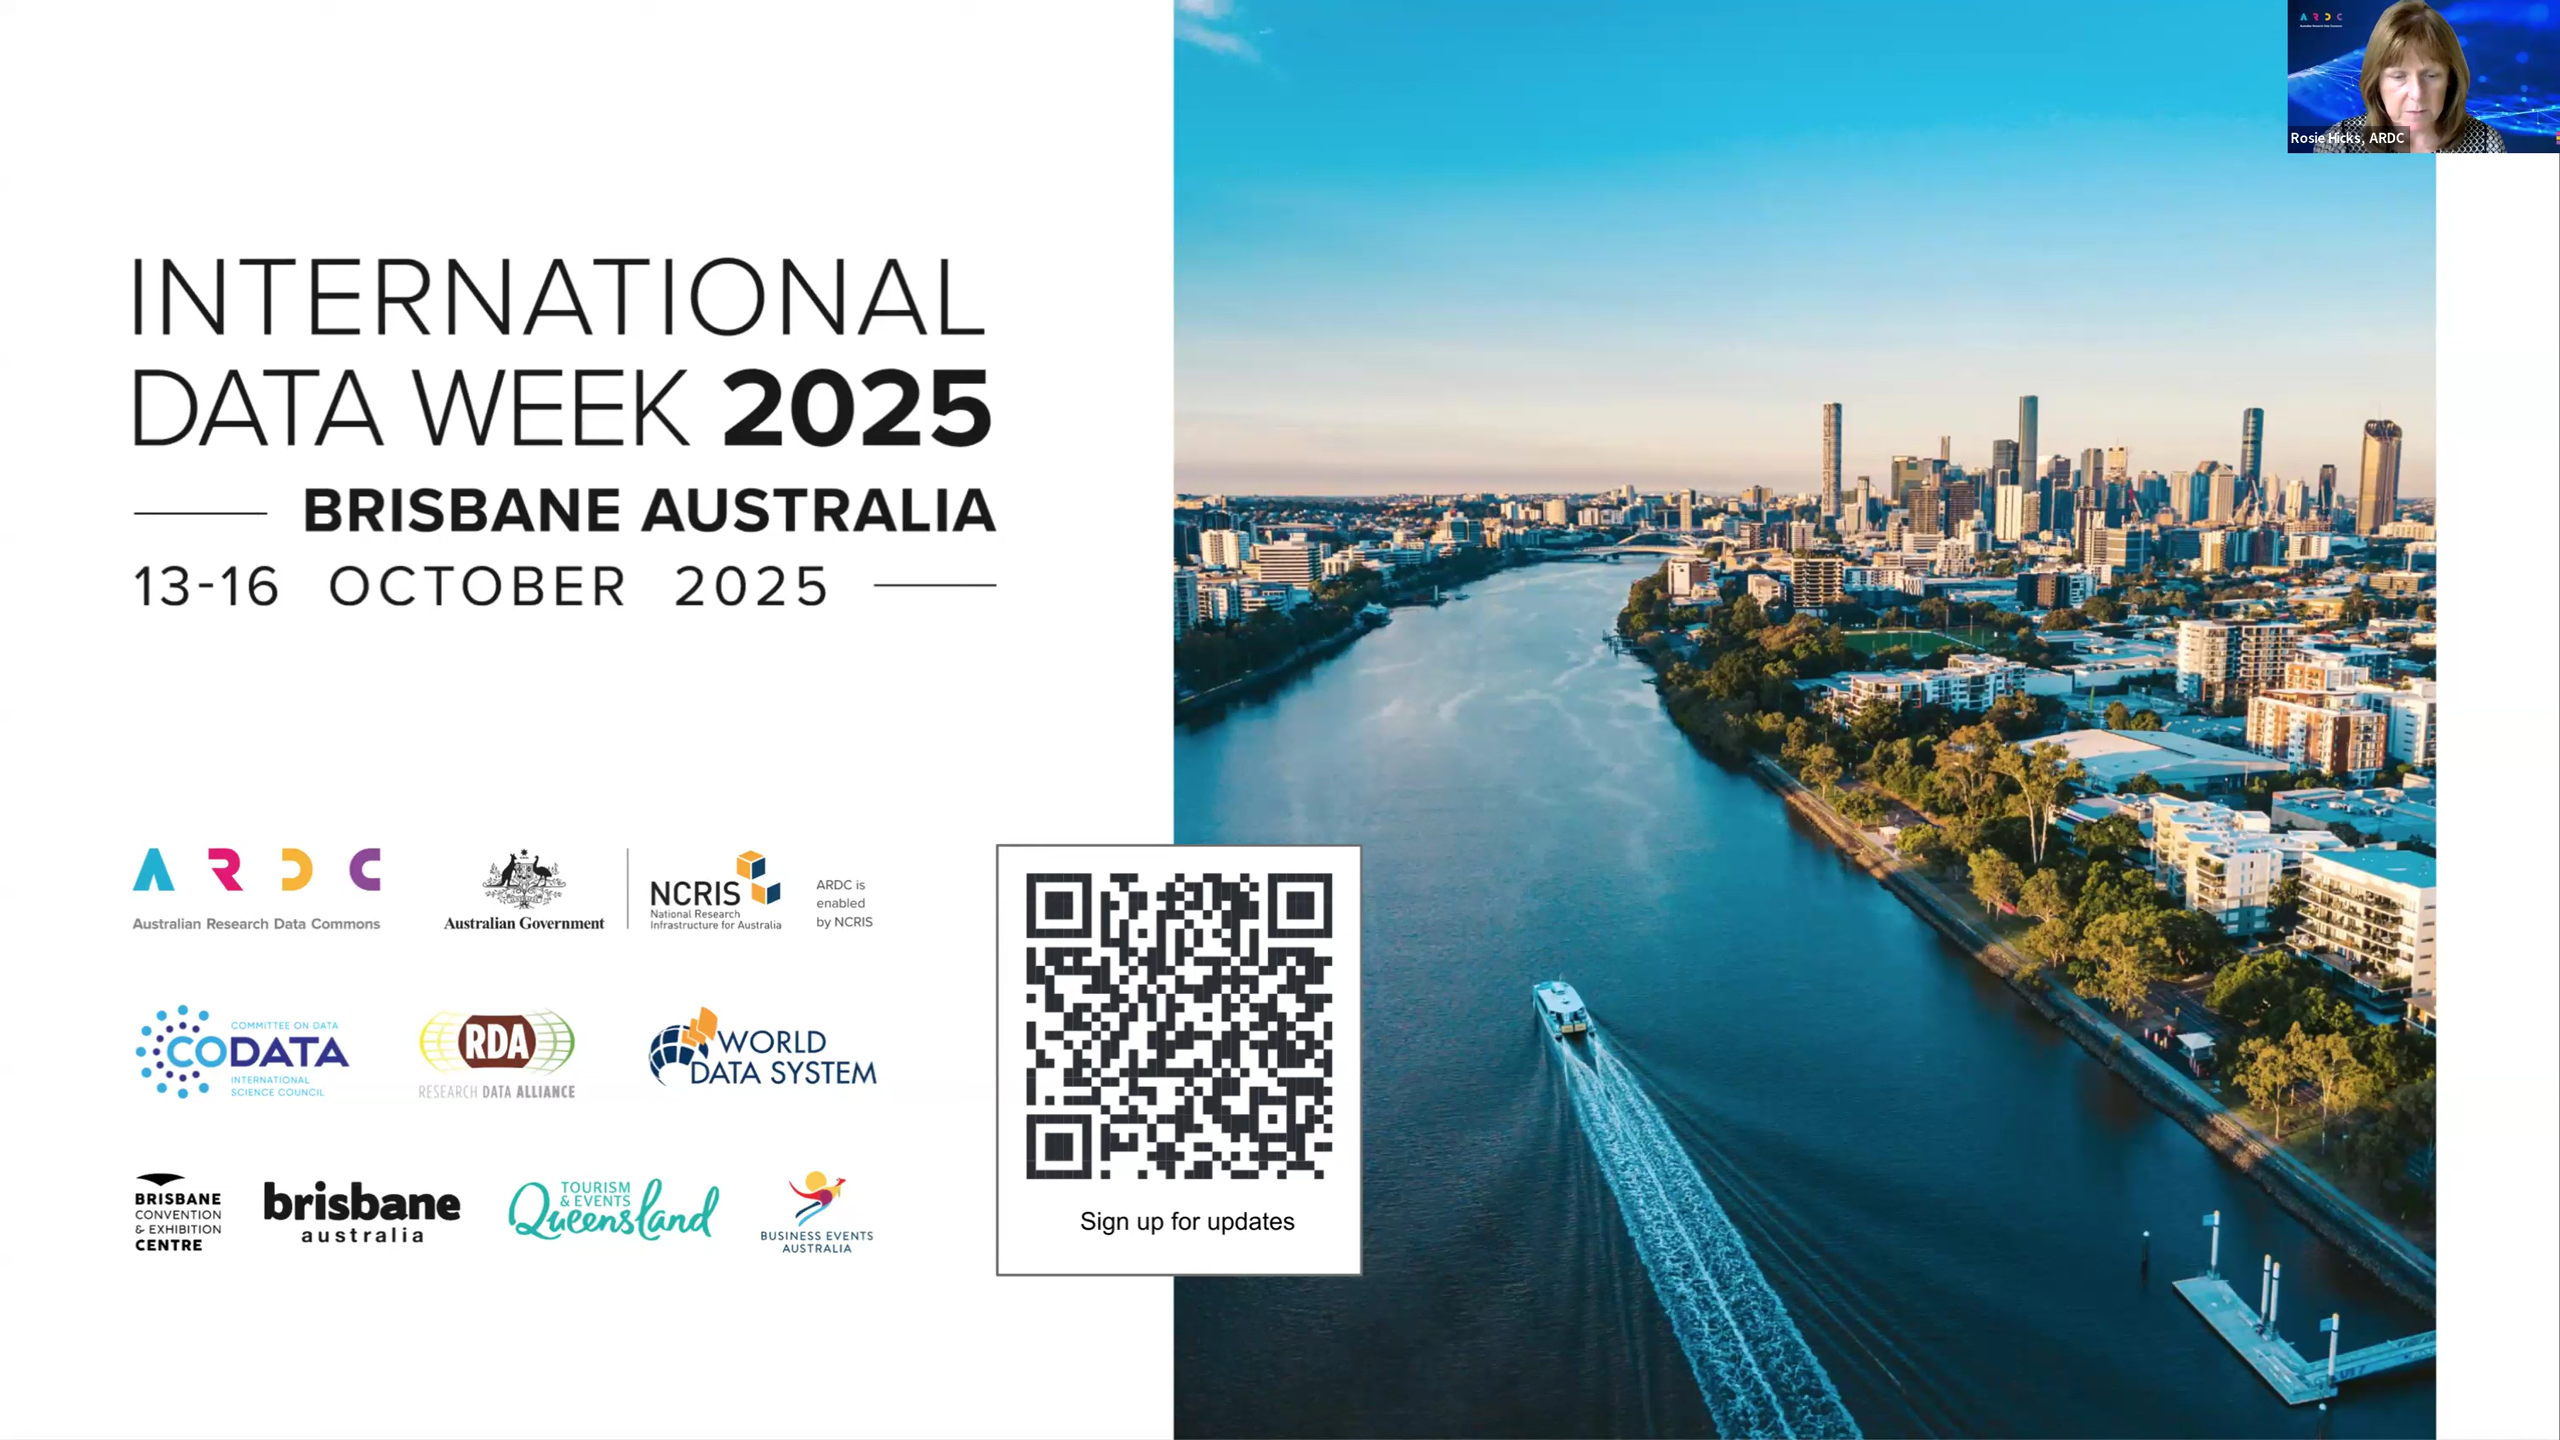 INTERNATIONAL
DATA WEEK 2025
BRISBANE AUSTRALIA
13-16 OCTOBER 2025
A R D C
Australian Research Data Commons
Australian Government
NCRIS
National Research
Infrastructure for Australia
ARDC is
enabled
by NCRIS
COMMITTEE ON DATA
CODATA
INTERNATIONAL
SCIENCE COUNCIL
RDA
RESEARCH DATA ALLIANCE
WORLD
DATA SYSTEM
BRISBANE
CONVENTION
& EXHIBITION
CENTRE
brisbane
australia
TOURISM
& EVENTS
Queensland
BUSINESS EVENTS
AUSTRALIA
Sign up for updates
A R D C
Rosie Hicks, ARDC